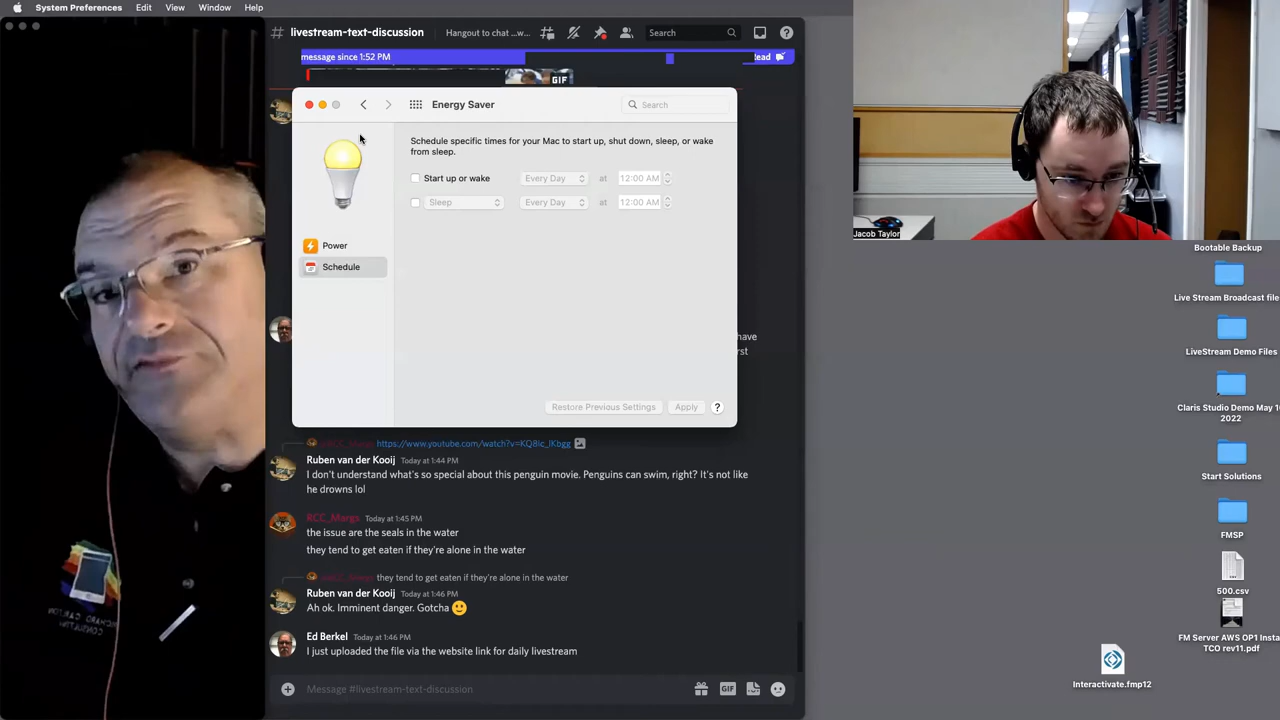 System Preferences Edit View Window Help
# livestream-text-discussion Hangout to chat ...w... Search
message since 1:52 PM
GIF
Energy Saver Search
Schedule specific times for your Mac to start up, shut down, sleep, or wake
from sleep.
Start up or wake Every Day at 12:00 AM
Sleep Every Day at 12:00 AM
Power
Schedule
Restore Previous Settings Apply ?
have
rst
https://www.youtube.com/watch?v=KQ8Ic_lKbgg
Ruben van der Kooij Today at 1:44 PM
I don't understand what's so special about this penguin movie. Penguins can swim, right? It's not like
he drowns lol
RCC_Margs Today at 1:45 PM
the issue are the seals in the water
they tend to get eaten if they're alone in the water
they tend to get eaten if they're alone in the water
Ruben van der Kooij Today at 1:46 PM
Ah ok. Imminent danger. Gotcha
Ed Berkel Today at 1:46 PM
I just uploaded the file via the website link for daily livestream
Message #livestream-text-discussion GIF
Jacob Taylor
Bootable Backup
Live Stream Broadcast file
LiveStream Demo Files
Claris Studio Demo May 1
2022
Start Solutions
FMSP
500.csv
FM Server AWS OP1 Insta
TCO rev11.pdf
Interactivate.fmp12